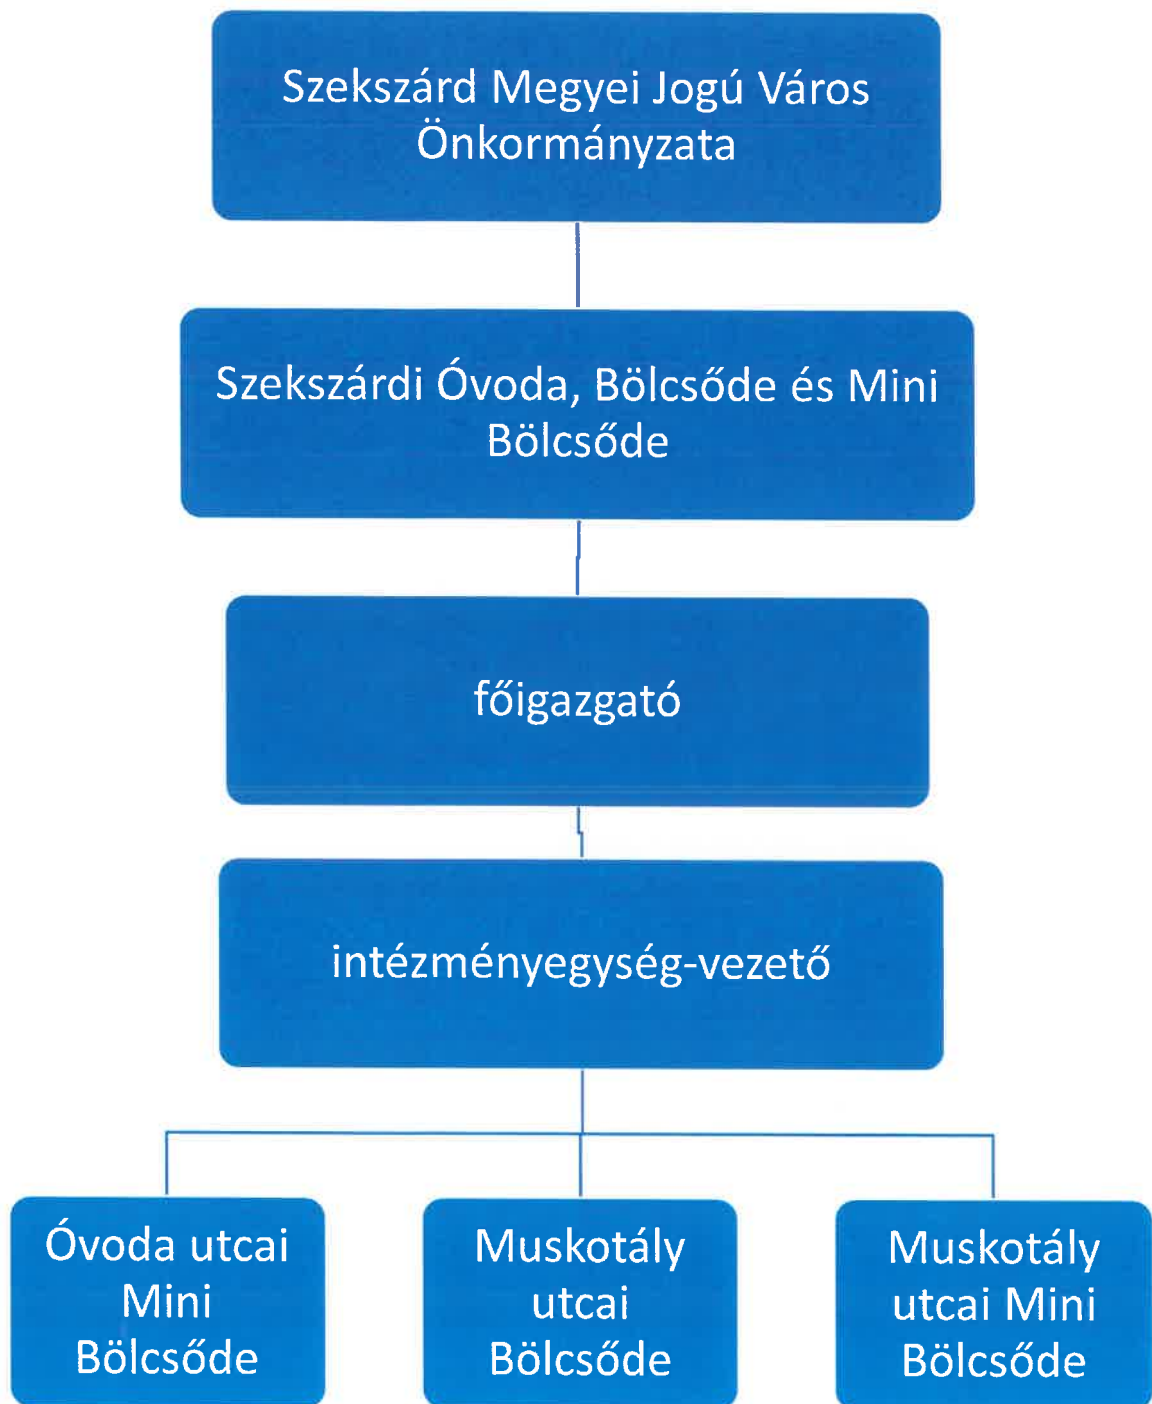 Szekszárd Megyei Jogú Város
Önkormányzata
Szekszárdi Óvoda, Bölcsőde és Mini
Bölcsőde
főigazgató
intézményegység-vezető
Óvoda utcai
Mini
Bölcsőde
Muskotály
utcai
Bölcsőde
Muskotály
utcai Mini
Bölcsőde